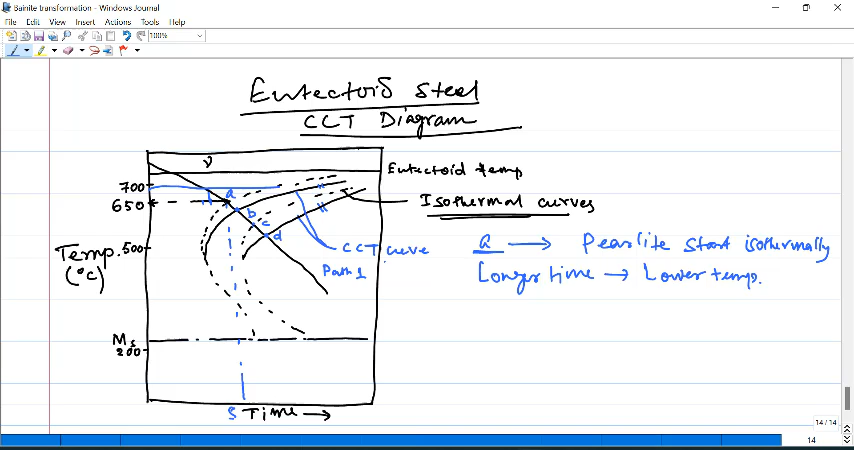 Bainite transformation - Windows Journal
File Edit View Insert Actions Tools Help
100%
Eutectoid Steel
CCT Diagram
γ
Eutectoid temp
700
650
a
b
c
d
Isothermal curves
Temp.
(°C)
500
CCT curve
Path 1
a → Pearlite start isothermally
Longer time → Lower temp.
Ms
200
Time →
14 / 14
14